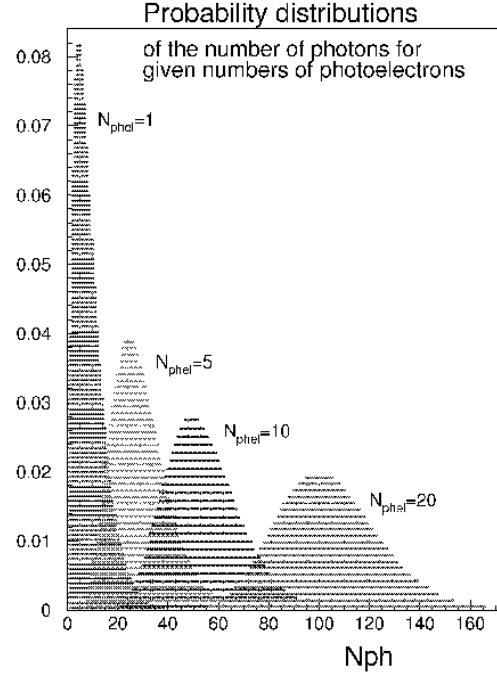 Probability distributions
of the number of photons for
given numbers of photoelectrons
0.08
N_phel=1
0.07
0.06
0.05
0.04
N_phel=5
0.03
N_phel=10
0.02
N_phel=20
0.01
0
0 20 40 60 80 100 120 140 160
Nph